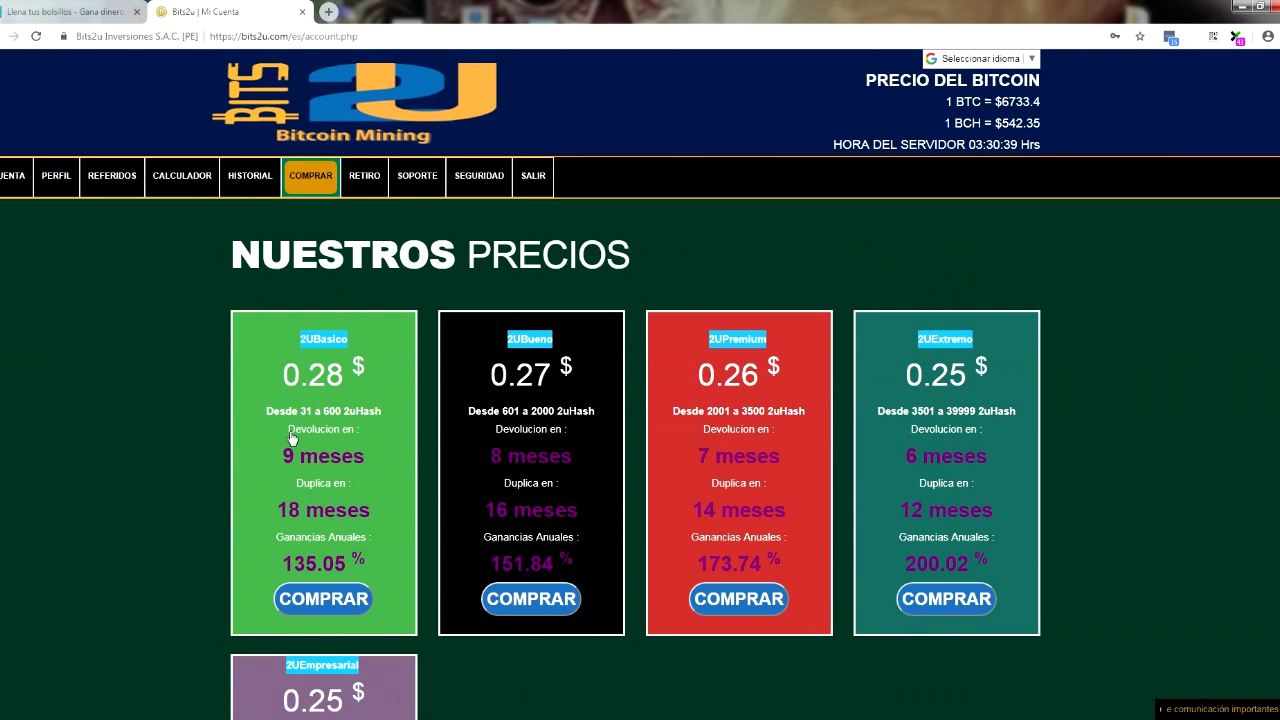 Llena tus bolsillos - Gana dinero
Bits2u | Mi Cuenta
Bits2u Inversiones S.A.C. [PE] https://bits2u.com/es/account.php
15
41
Seleccionar idioma
BITS 2U
Bitcoin Mining
PRECIO DEL BITCOIN
1 BTC = $6733.4
1 BCH = $542.35
HORA DEL SERVIDOR 03:30:39 Hrs
UENTA PERFIL REFERIDOS CALCULADOR HISTORIAL COMPRAR RETIRO SOPORTE SEGURIDAD SALIR
NUESTROS PRECIOS
2UBasico
0.28 $
Desde 31 a 600 2uHash
Devolucion en :
9 meses
Duplica en :
18 meses
Ganancias Anuales :
135.05 %
COMPRAR
2UBueno
0.27 $
Desde 601 a 2000 2uHash
Devolucion en :
8 meses
Duplica en :
16 meses
Ganancias Anuales :
151.84 %
COMPRAR
2UPremium
0.26 $
Desde 2001 a 3500 2uHash
Devolucion en :
7 meses
Duplica en :
14 meses
Ganancias Anuales :
173.74 %
COMPRAR
2UExtremo
0.25 $
Desde 3501 a 39999 2uHash
Devolucion en :
6 meses
Duplica en :
12 meses
Ganancias Anuales :
200.02 %
COMPRAR
2UEmpresarial
0.25 $
e comunicación importantes